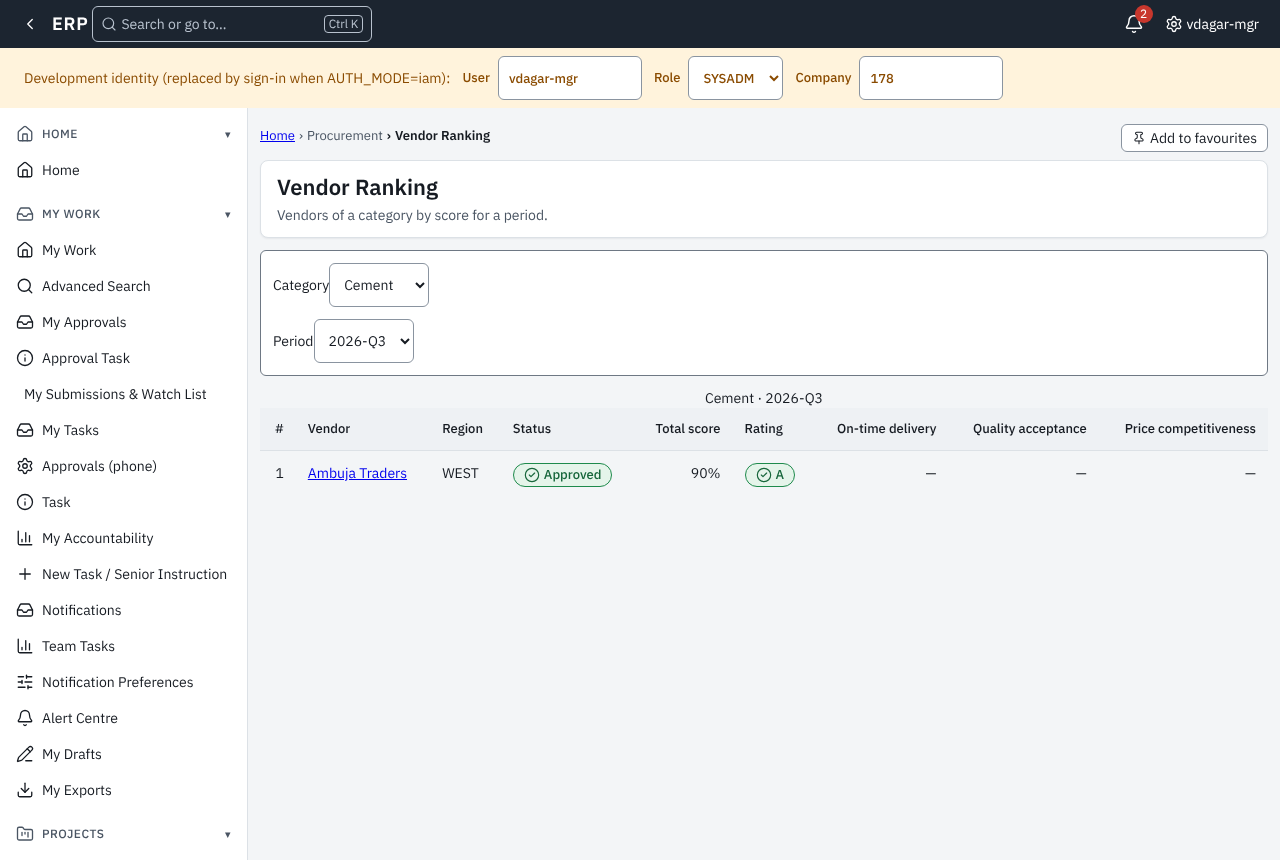 ERP
Search or go to...
Ctrl K
2
vdagar-mgr
Development identity (replaced by sign-in when AUTH_MODE=iam): User vdagar-mgr Role SYSADM Company 178
HOME
Home
MY WORK
My Work
Advanced Search
My Approvals
Approval Task
My Submissions & Watch List
My Tasks
Approvals (phone)
Task
My Accountability
New Task / Senior Instruction
Notifications
Team Tasks
Notification Preferences
Alert Centre
My Drafts
My Exports
PROJECTS
Home › Procurement › Vendor Ranking
Add to favourites
Vendor Ranking
Vendors of a category by score for a period.
Category Cement
Period 2026-Q3
Cement · 2026-Q3
# Vendor Region Status Total score Rating On-time delivery Quality acceptance Price competitiveness
1 Ambuja Traders WEST Approved 90% A — — —